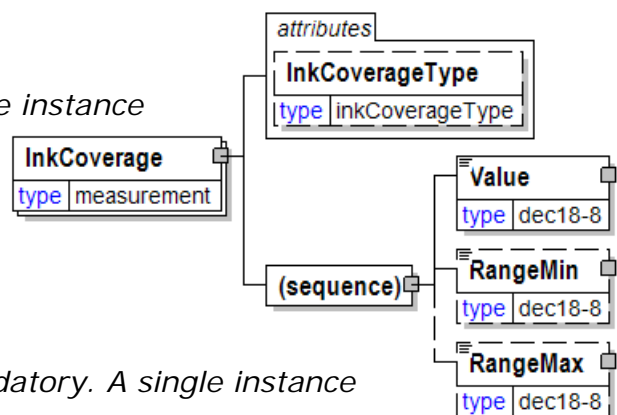 attributes
InkCoverageType
type inkCoverageType
e instance
InkCoverage
type measurement
Value
type dec18-8
(sequence)
RangeMin
type dec18-8
datory. A single instance
RangeMax
type dec18-8